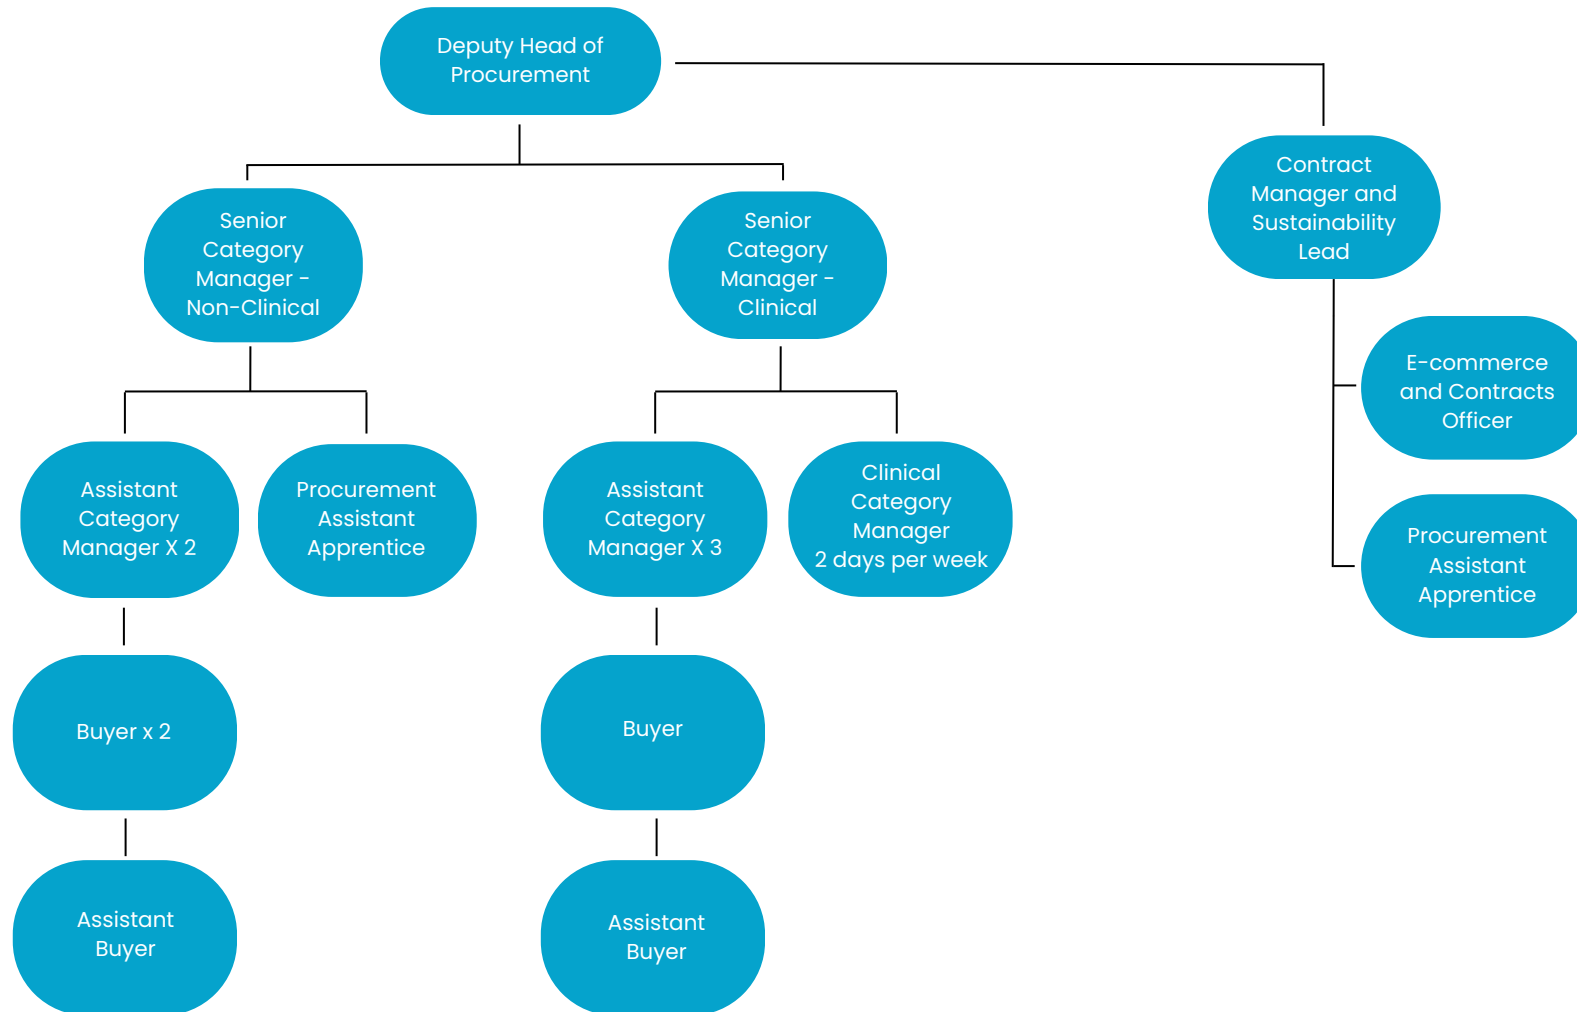 Deputy Head of
Procurement
Senior
Category
Manager -
Non-Clinical
Senior
Category
Manager -
Clinical
Contract
Manager and
Sustainability
Lead
E-commerce
and Contracts
Officer
Assistant
Category
Manager X 2
Procurement
Assistant
Apprentice
Assistant
Category
Manager X 3
Clinical
Category
Manager
2 days per week
Procurement
Assistant
Apprentice
Buyer x 2
Buyer
Assistant
Buyer
Assistant
Buyer